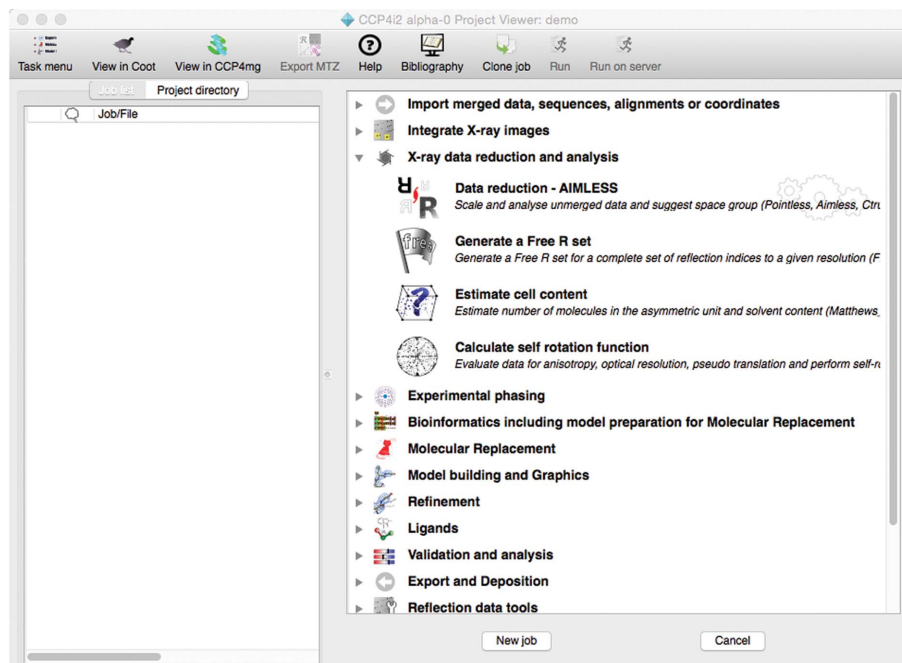 CCP4i2 alpha-0 Project Viewer: demo
Task menu View in Coot View in CCP4mg Export MTZ Help Bibliography Clone job Run Run on server
Job list Project directory
Job/File
Import merged data, sequences, alignments or coordinates
Integrate X-ray images
X-ray data reduction and analysis
Data reduction - AIMLESS
Scale and analyse unmerged data and suggest space group (Pointless, Aimless, Ctru
Generate a Free R set
Generate a Free R set for a complete set of reflection indices to a given resolution (F
Estimate cell content
Estimate number of molecules in the asymmetric unit and solvent content (Matthews_
Calculate self rotation function
Evaluate data for anisotropy, optical resolution, pseudo translation and perform self-ro
Experimental phasing
Bioinformatics including model preparation for Molecular Replacement
Molecular Replacement
Model building and Graphics
Refinement
Ligands
Validation and analysis
Export and Deposition
Reflection data tools
New job Cancel